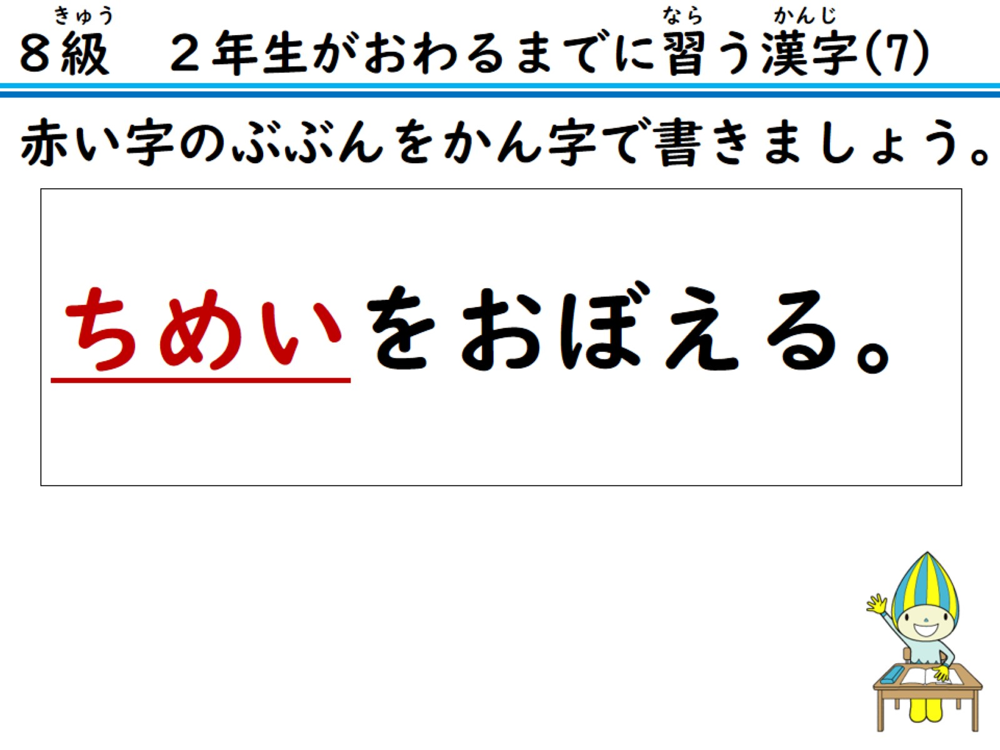 きゅう なら かんじ
８級　２年生がおわるまでに習う漢字(7)
赤い字のぶぶんをかん字で書きましょう。
ちめいをおぼえる。